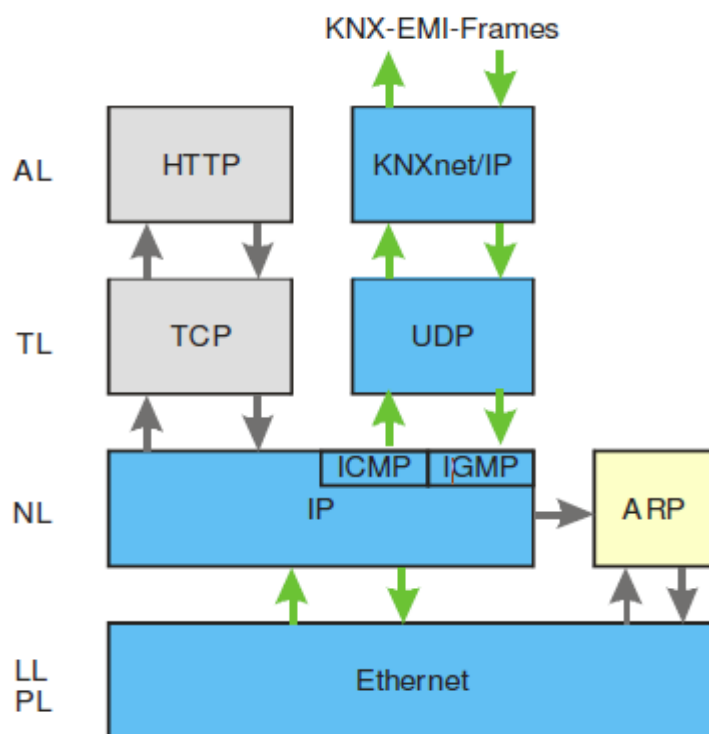 KNX-EMI-Frames
AL
HTTP
KNXnet/IP
TL
TCP
UDP
ICMP
IGMP
NL
IP
ARP
LL
PL
Ethernet